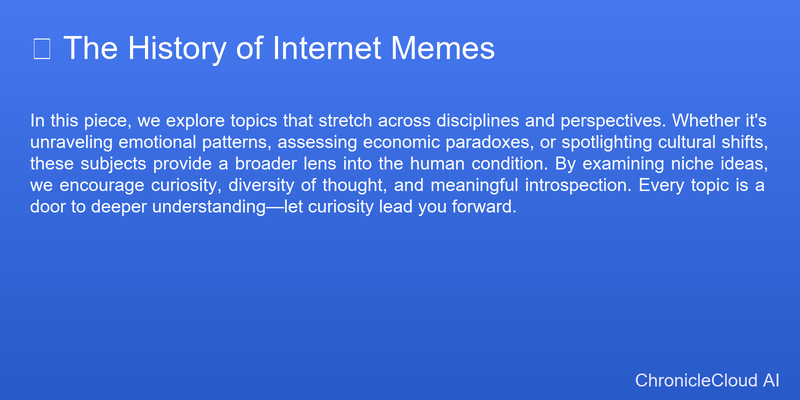 The History of Internet Memes
In this piece, we explore topics that stretch across disciplines and perspectives. Whether it's
unraveling emotional patterns, assessing economic paradoxes, or spotlighting cultural shifts,
these subjects provide a broader lens into the human condition. By examining niche ideas,
we encourage curiosity, diversity of thought, and meaningful introspection. Every topic is a
door to deeper understanding—let curiosity lead you forward.
ChronicleCloud AI